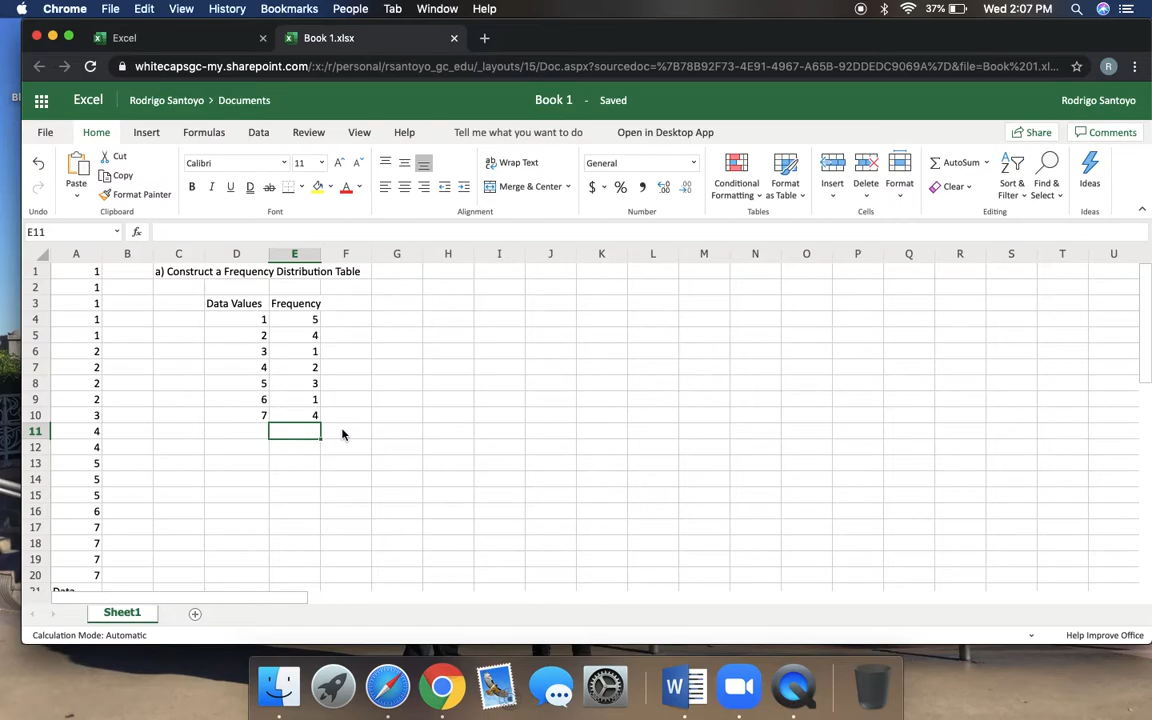 Chrome File Edit View History Bookmarks People Tab Window Help 37% Wed 2:07 PM
Excel Book 1.xlsx
whitecapsgc-my.sharepoint.com/:x:/r/personal/rsantoyo_gc_edu/_layouts/15/Doc.aspx?sourcedoc=%7B78B92F73-4E91-4967-A65B-92DDEDC9069A%7D&file=Book%201.xl... R
Excel Rodrigo Santoyo > Documents Book 1 - Saved Rodrigo Santoyo
File Home Insert Formulas Data Review View Help Tell me what you want to do Open in Desktop App Share Comments
Paste Cut Copy Format Painter
Calibri 11 A A B I U D ab A
Wrap Text Merge & Center
General $ % 9 .00
Conditional Formatting Format as Table
Insert Delete Format
AutoSum Clear Sort & Filter Find & Select
Ideas
Undo Clipboard Font Alignment Number Tables Cells Editing Ideas
E11 fx
A B C D E F G H I J K L M N O P Q R S T U
1 1 a) Construct a Frequency Distribution Table
2 1
3 1 Data Values Frequency
4 1 1 5
5 1 2 4
6 2 3 1
7 2 4 2
8 2 5 3
9 2 6 1
10 3 7 4
11 4
12 4
13 5
14 5
15 5
16 6
17 7
18 7
19 7
20 7
21 Data
Sheet1
Calculation Mode: Automatic Help Improve Office
W